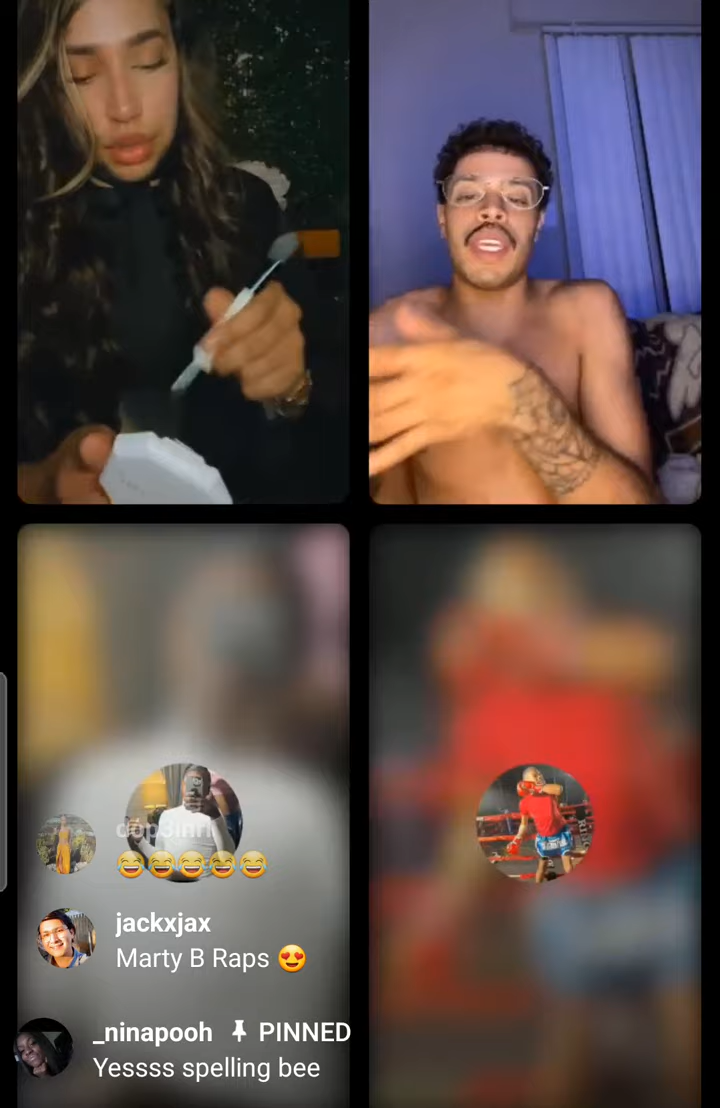 😂😂😂😂😂
jackxjax
Marty B Raps 😍
_ninapooh 📌 PINNED
Yessss spelling bee